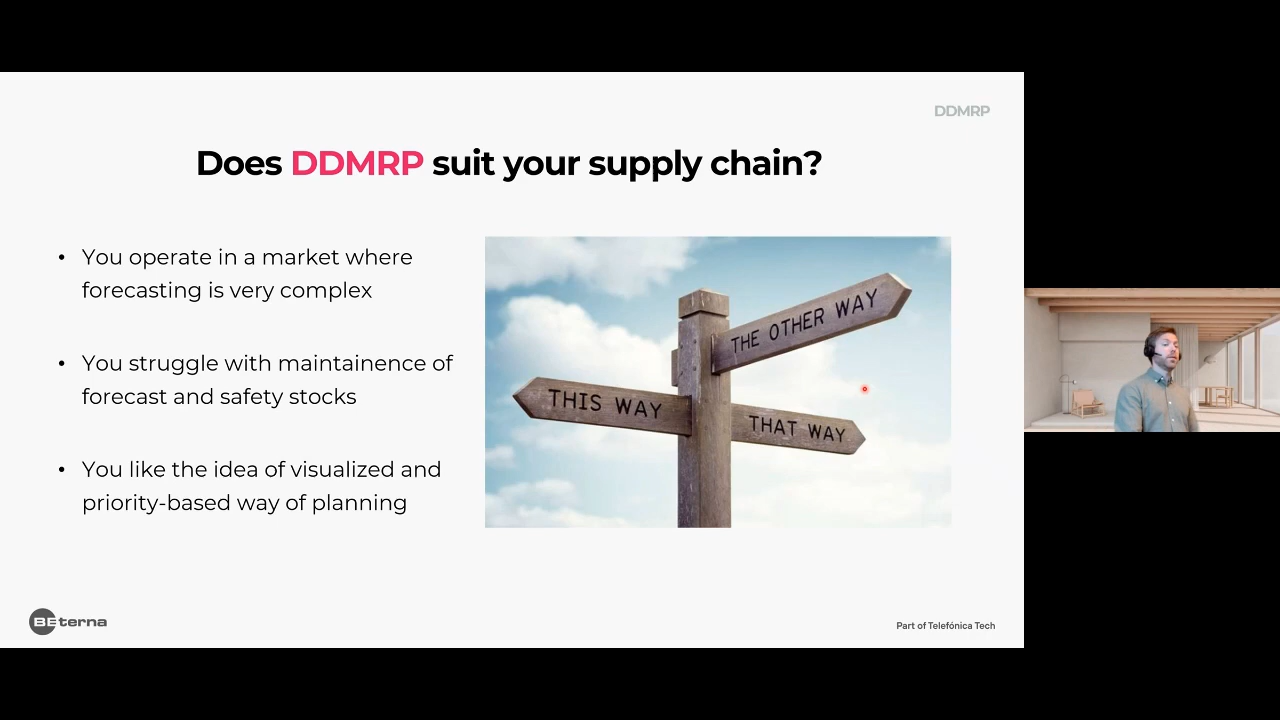 DDMRP
Does DDMRP suit your supply chain?
• You operate in a market where
forecasting is very complex
• You struggle with maintainence of
forecast and safety stocks
• You like the idea of visualized and
priority-based way of planning
THE OTHER WAY
THIS WAY
THAT WAY
BEterna
Part of Telefónica Tech